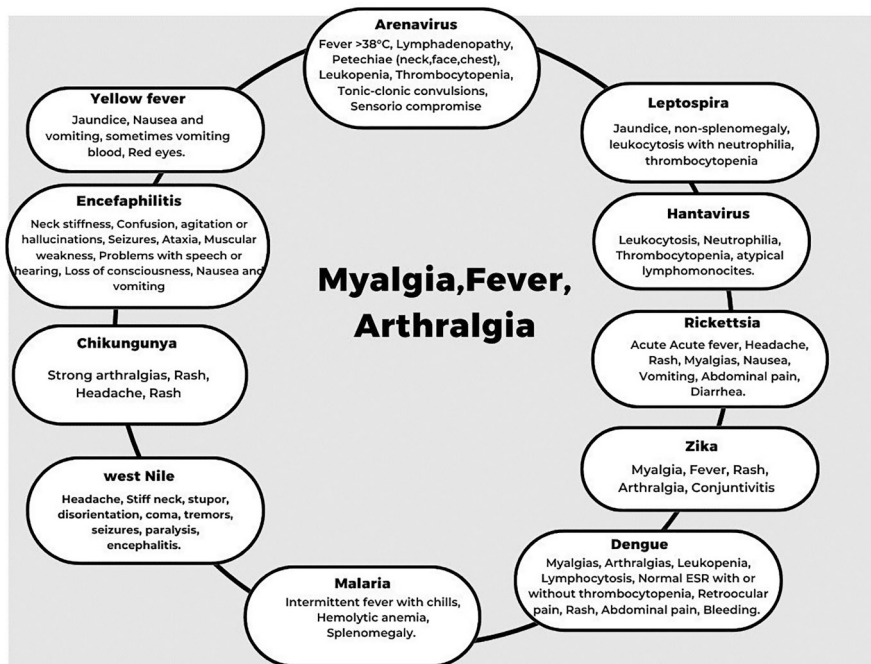 Arenavirus
Fever >38°C, Lymphadenopathy,
Petechiae (neck,face,chest),
Leukopenia, Thrombocytopenia,
Tonic-clonic convulsions,
Sensorio compromise
Leptospira
Jaundice, non-splenomegaly,
leukocytosis with neutrophilia,
thrombocytopenia
Hantavirus
Leukocytosis, Neutrophilia,
Thrombocytopenia, atypical
lymphomonocites.
Rickettsia
Acute Acute fever, Headache,
Rash, Myalgias, Nausea,
Vomiting, Abdominal pain,
Diarrhea.
Zika
Myalgia, Fever, Rash,
Arthralgia, Conjuntivitis
Dengue
Myalgias, Arthralgias, Leukopenia,
Lymphocytosis, Normal ESR with or
without thrombocytopenia, Retroocular
pain, Rash, Abdominal pain, Bleeding.
Malaria
Intermittent fever with chills,
Hemolytic anemia,
Splenomegaly.
west Nile
Headache, Stiff neck, stupor,
disorientation, coma, tremors,
seizures, paralysis,
encephalitis.
Chikungunya
Strong arthralgias, Rash,
Headache, Rash
Encefaphilitis
Neck stiffness, Confusion, agitation or
hallucinations, Seizures, Ataxia, Muscular
weakness, Problems with speech or
hearing, Loss of consciousness, Nausea and
vomiting
Yellow fever
Jaundice, Nausea and
vomiting, sometimes vomiting
blood, Red eyes.
Myalgia,Fever,
Arthralgia